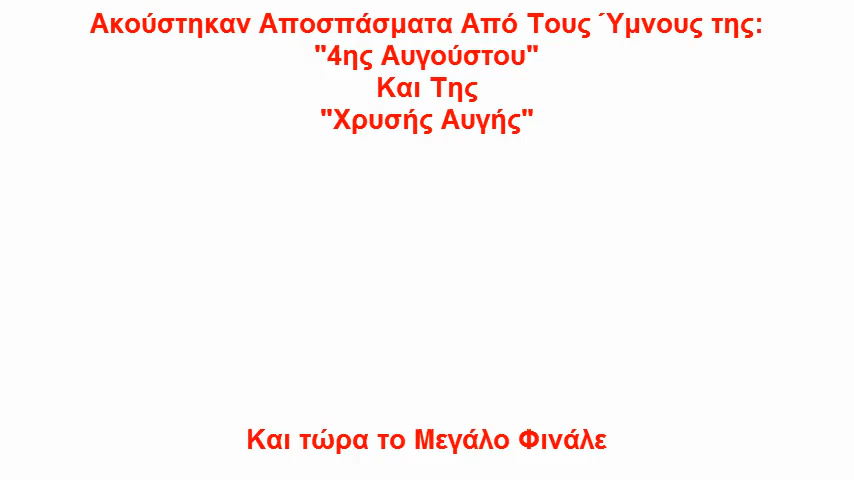 Ακούστηκαν Αποσπάσματα Από Τους ´Υμνους της:
"4ης Αυγούστου"
Και Της
"Χρυσής Αυγής"
Και τώρα το Μεγάλο Φινάλε